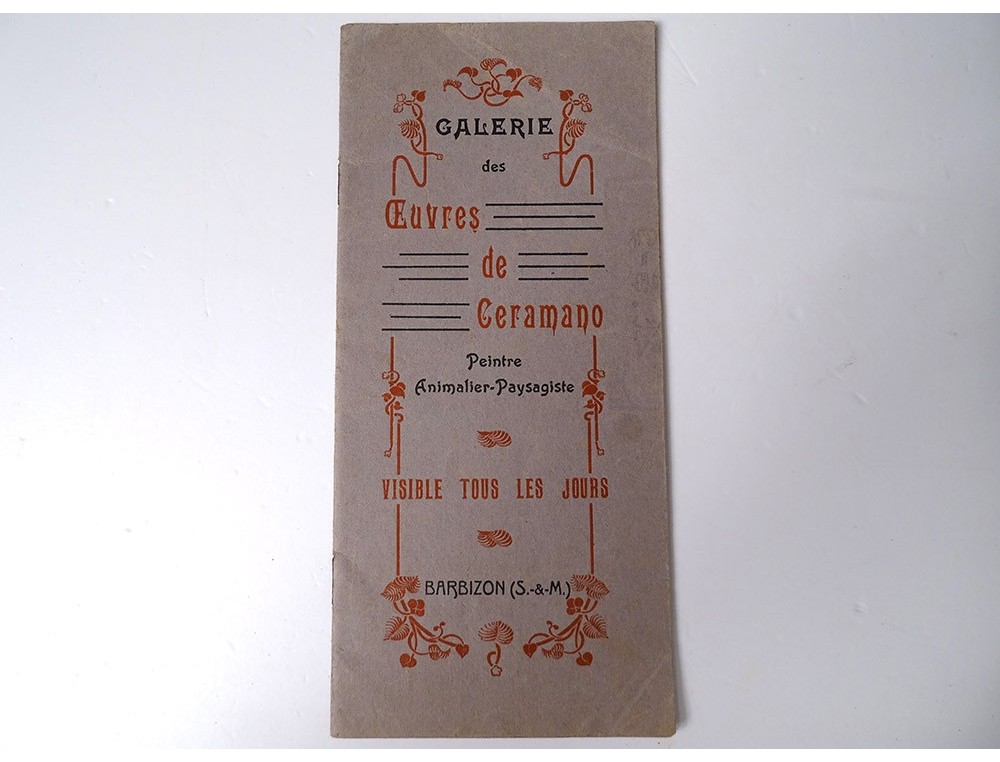 GALERIE
des
Œuvres
de
Ceramano
Peintre
Animalier-Paysagiste
VISIBLE TOUS LES JOURS
BARBIZON (S.-&-M.)